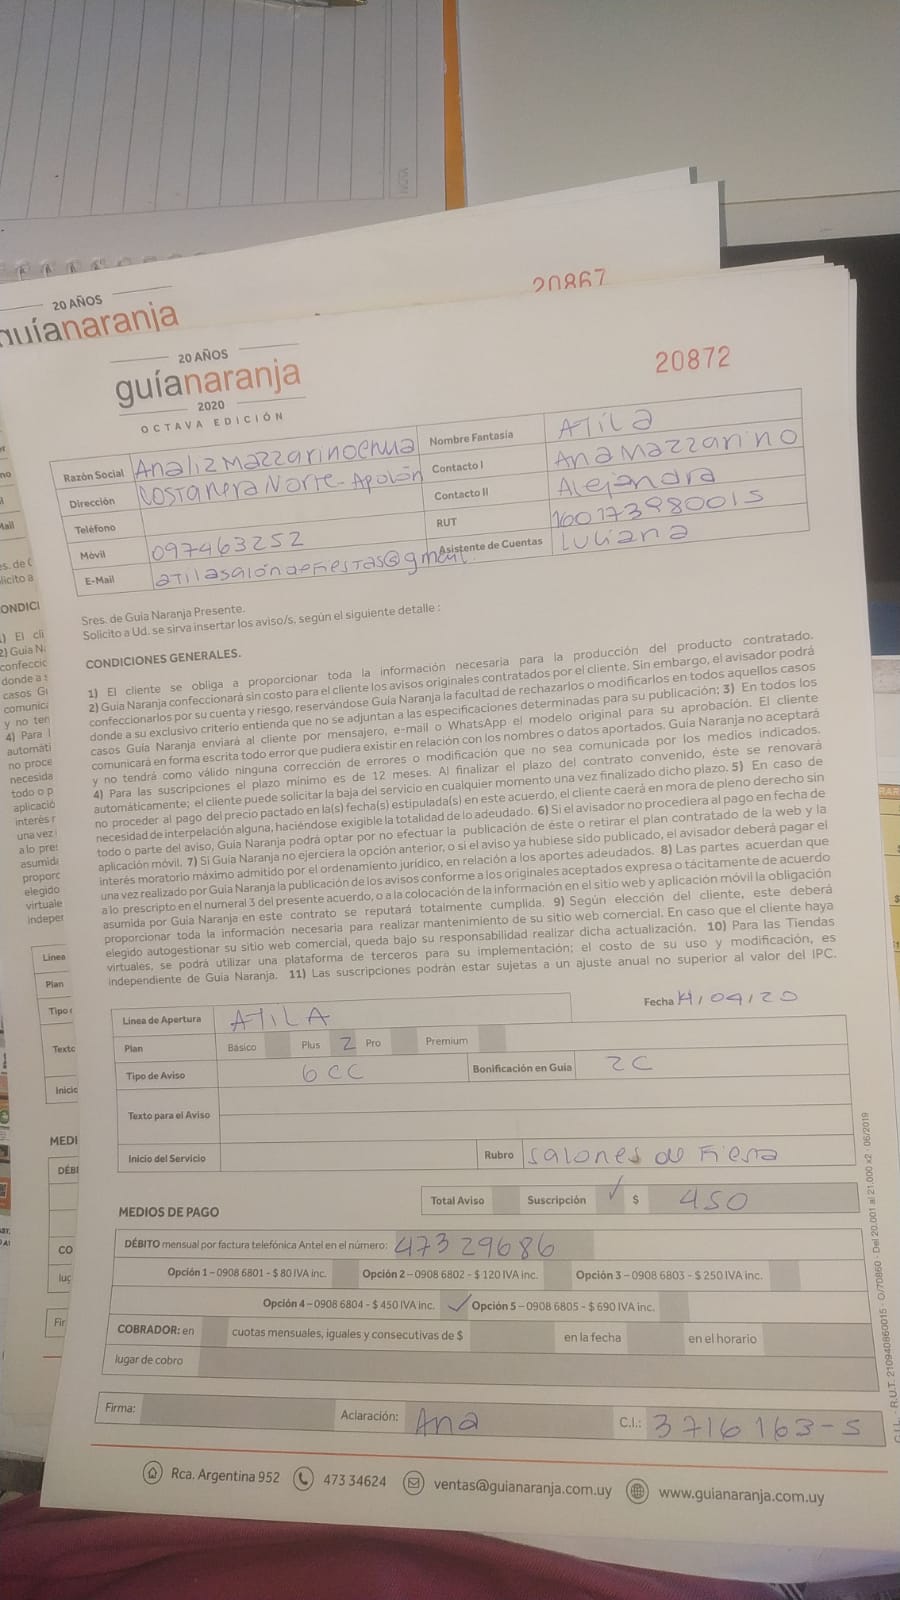 20 AÑOS
guíanaranja
20867
20 AÑOS
guíanaranja
2020
OCTAVA EDICIÓN
20872
Razón Social Analiz Mazzarino Chua Nombre Fantasía ATILA
Dirección Costanera Norte - Apolón Contacto I Ana Mazzarino
Teléfono Contacto II Alejandra
Móvil 097463252 RUT 160173980015
E-Mail atilasalóndefiestas@gmail. Asistente de Cuentas Luciana
Sres. de Guía Naranja Presente.
Solicito a Ud. se sirva insertar los aviso/s, según el siguiente detalle :
CONDICIONES GENERALES.
1) El cliente se obliga a proporcionar toda la información necesaria para la producción del producto contratado.
2) Guía Naranja confeccionará sin costo para el cliente los avisos originales contratados por el cliente. Sin embargo, el avisador podrá
confeccionarlos por su cuenta y riesgo, reservándose Guía Naranja la facultad de rechazarlos o modificarlos en todos aquellos casos
donde a su exclusivo criterio entienda que no se adjuntan a las especificaciones determinadas para su publicación; 3) En todos los
casos Guía Naranja enviará al cliente por mensajero, e-mail o WhatsApp el modelo original para su aprobación. El cliente
comunicará en forma escrita todo error que pudiera existir en relación con los nombres o datos aportados. Guía Naranja no aceptará
y no tendrá como válido ninguna corrección de errores o modificación que no sea comunicada por los medios indicados.
4) Para las suscripciones el plazo mínimo es de 12 meses. Al finalizar el plazo del contrato convenido, éste se renovará
automáticamente; el cliente puede solicitar la baja del servicio en cualquier momento una vez finalizado dicho plazo. 5) En caso de
no proceder al pago del precio pactado en la(s) fecha(s) estipulada(s) en este acuerdo, el cliente caerá en mora de pleno derecho sin
necesidad de interpelación alguna, haciéndose exigible la totalidad de lo adeudado. 6) Si el avisador no procediera al pago en fecha de
todo o parte del aviso, Guía Naranja podrá optar por no efectuar la publicación de éste o retirar el plan contratado de la web y la
aplicación móvil. 7) Si Guía Naranja no ejerciera la opción anterior, o si el aviso ya hubiese sido publicado, el avisador deberá pagar el
interés moratorio máximo admitido por el ordenamiento jurídico, en relación a los aportes adeudados. 8) Las partes acuerdan que
una vez realizado por Guía Naranja la publicación de los avisos conforme a los originales aceptados expresa o tácitamente de acuerdo
a lo prescripto en el numeral 3 del presente acuerdo, o a la colocación de la información en el sitio web y aplicación móvil la obligación
asumida por Guía Naranja en este contrato se reputará totalmente cumplida. 9) Según elección del cliente, este deberá
proporcionar toda la información necesaria para realizar mantenimiento de su sitio web comercial. En caso que el cliente haya
elegido autogestionar su sitio web comercial, queda bajo su responsabilidad realizar dicha actualización. 10) Para las Tiendas
virtuales, se podrá utilizar una plataforma de terceros para su implementación; el costo de su uso y modificación, es
independiente de Guía Naranja. 11) Las suscripciones podrán estar sujetas a un ajuste anual no superior al valor del IPC.
Fecha 14/04/20
Linea de Apertura ATILA
Plan Básico Plus 2 Pro Premium
Tipo de Aviso 6CC Bonificación en Guía 2C
Texto para el Aviso
Inicio del Servicio Rubro Salones de Fiesta
Total Aviso Suscripción ✓ $ 450
MEDIOS DE PAGO
DÉBITO mensual por factura telefónica Antel en el número: 47329686
Opción 1 – 0908 6801 - $ 80 IVA inc. Opción 2 – 0908 6802 - $ 120 IVA inc. Opción 3 – 0908 6803 - $ 250 IVA inc.
Opción 4 – 0908 6804 - $ 450 IVA inc. ✓ Opción 5 – 0908 6805 - $ 690 IVA inc.
COBRADOR: en cuotas mensuales, iguales y consecutivas de $ en la fecha en el horario
lugar de cobro
Firma: Aclaración: Ana C.I.: 3716163-5
Rca. Argentina 952 473 34624 ventas@guianaranja.com.uy www.guianaranja.com.uy
R.U.T. 210940860015 - O/70860 - Del 20.001 al 21.000 x2 - 06/2019